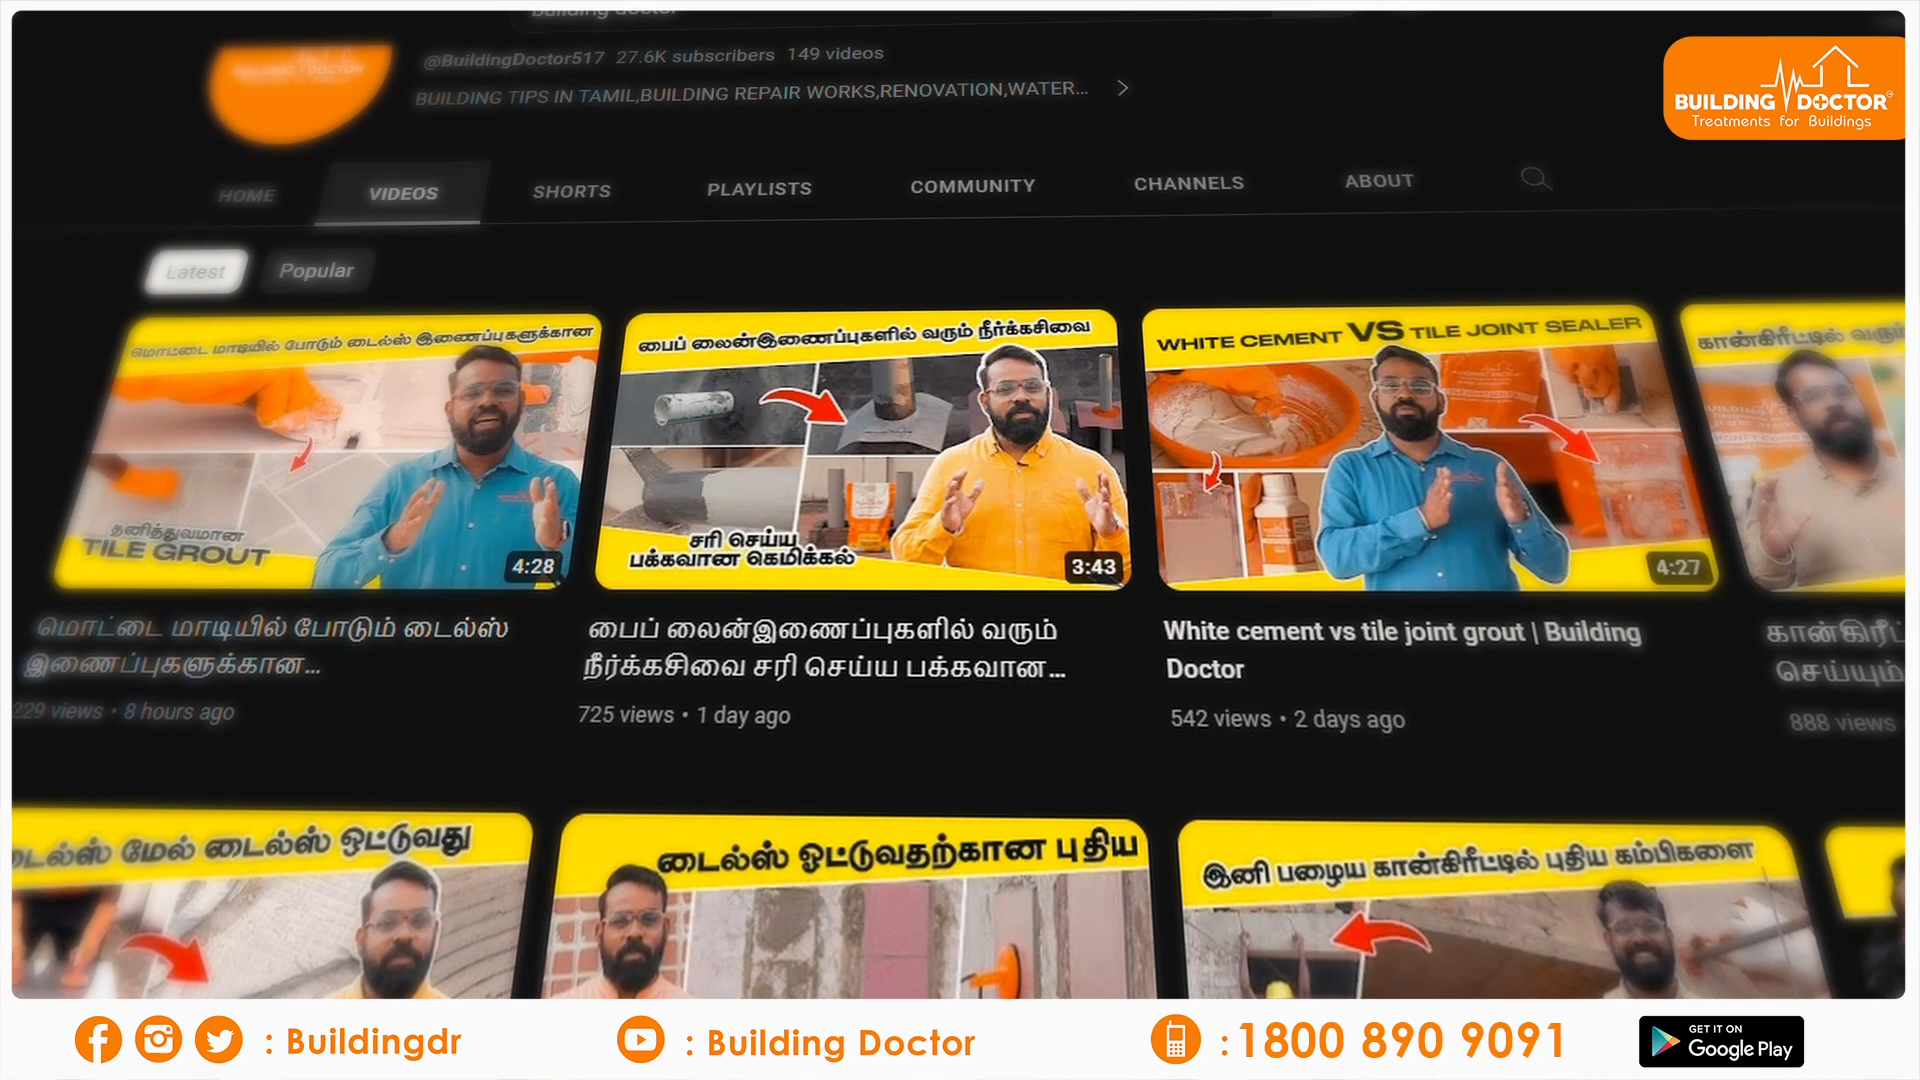 building doctor
@BuildingDoctor517 27.6K subscribers 149 videos
BUILDING TIPS IN TAMIL,BUILDING REPAIR WORKS,RENOVATION,WATER...
BUILDING DOCTOR
Treatments for Buildings
HOME VIDEOS SHORTS PLAYLISTS COMMUNITY CHANNELS ABOUT
Latest Popular
மொட்டை மாடியில் போடும் டைல்ஸ் இணைப்புகளுக்கான
தனித்துவமான
TILE GROUT
4:28
பைப் லைன்இணைப்புகளில் வரும் நீர்க்கசிவை
சரி செய்ய
பக்கவான கெமிக்கல்
3:43
WHITE CEMENT VS TILE JOINT SEALER
4:27
கான்கிரீட்டில்
மொட்டை மாடியில் போடும் டைல்ஸ்
இணைப்புகளுக்கான...
229 views • 8 hours ago
பைப் லைன்இணைப்புகளில் வரும்
நீர்க்கசிவை சரி செய்ய பக்கவான...
725 views • 1 day ago
White cement vs tile joint grout | Building
Doctor
542 views • 2 days ago
செய்யும்
888 views
டைல்ஸ் மேல் டைல்ஸ் ஒட்டுவது
டைல்ஸ் ஓட்டுவதற்கான புதிய
இனி பழைய கான்கிரீட்டில் புதிய கம்பிகளை
: Buildingdr
: Building Doctor
: 1800 890 9091
GET IT ON
Google Play